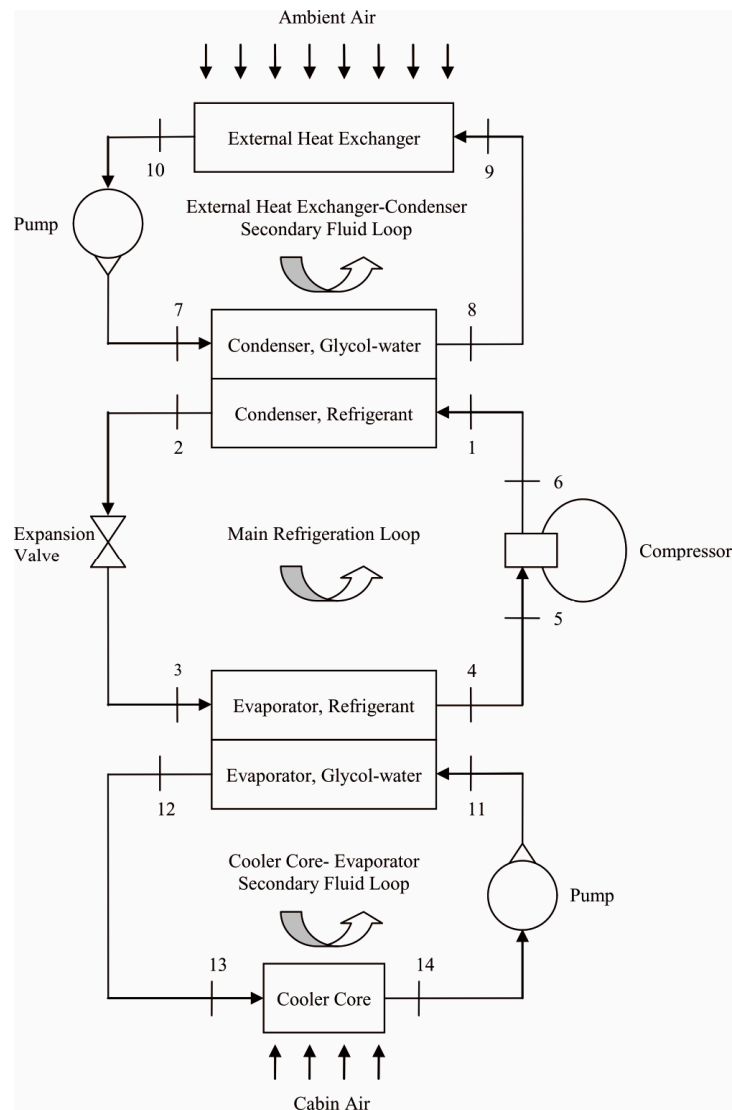 Ambient Air
External Heat Exchanger
10
9
Pump
External Heat Exchanger-Condenser
Secondary Fluid Loop
7
8
Condenser, Glycol-water
Condenser, Refrigerant
2
1
6
Expansion
Valve
Main Refrigeration Loop
Compressor
5
3
4
Evaporator, Refrigerant
Evaporator, Glycol-water
12
11
Cooler Core- Evaporator
Secondary Fluid Loop
Pump
13
14
Cooler Core
Cabin Air